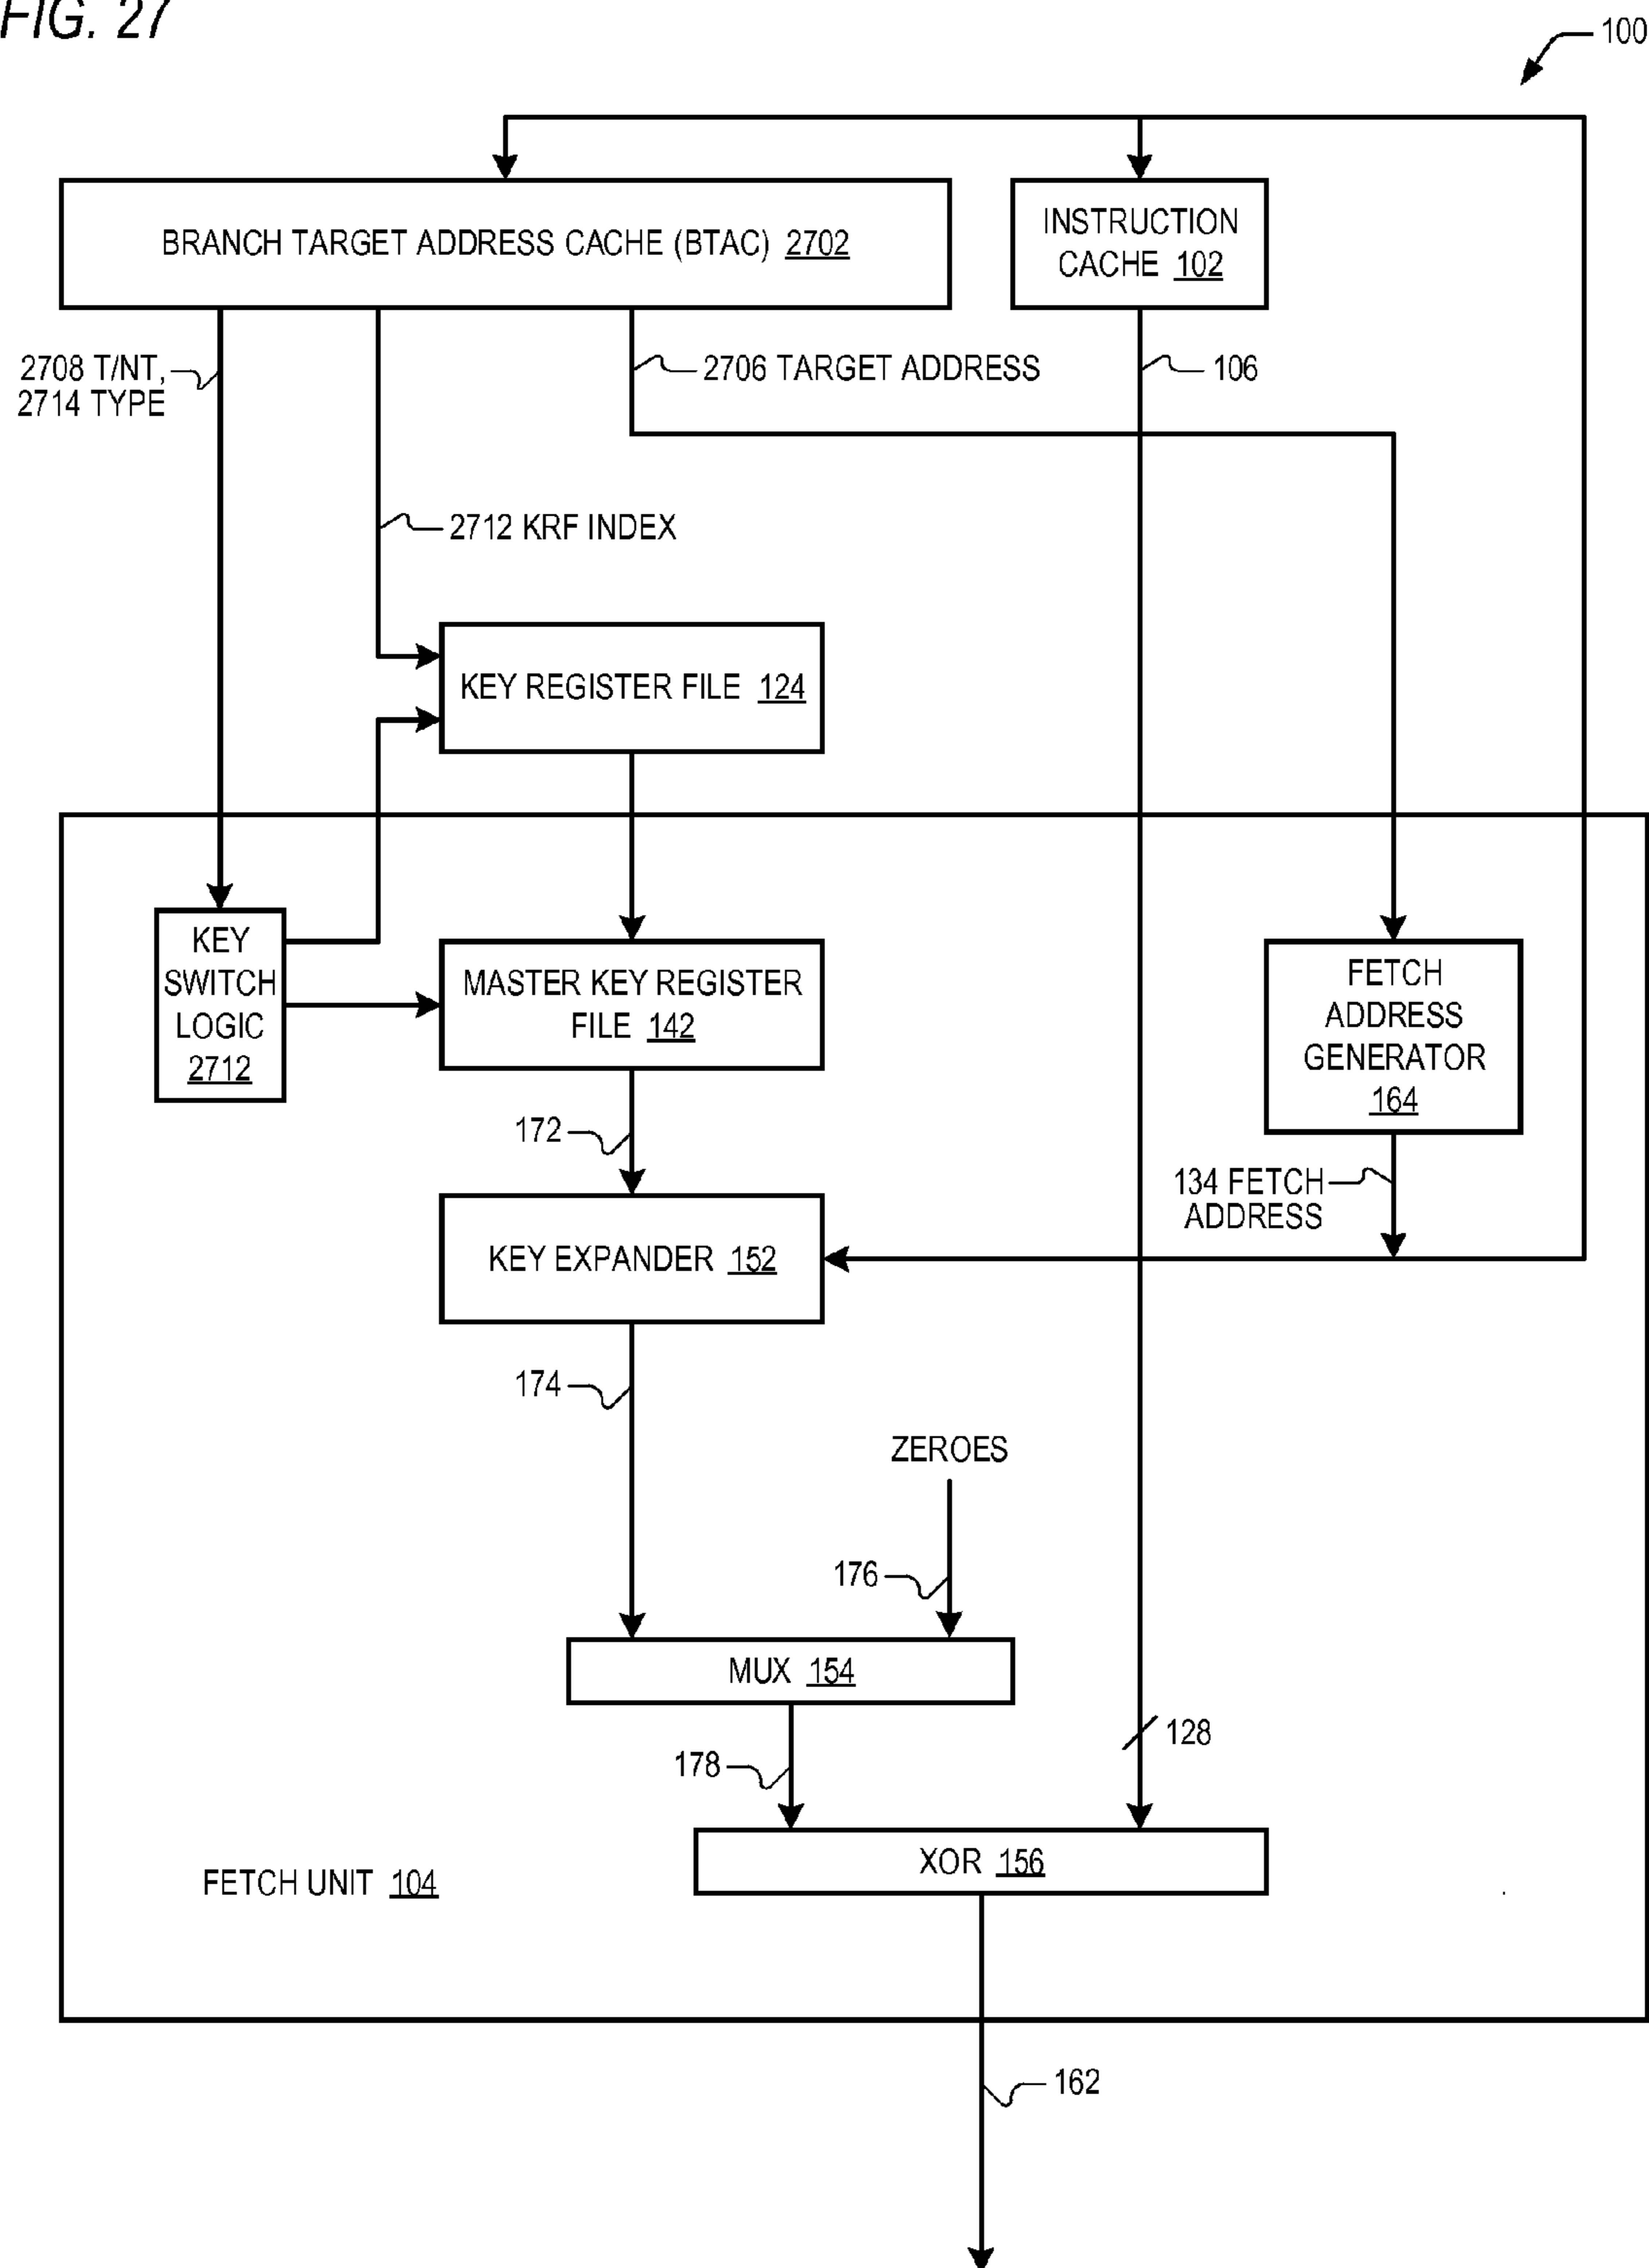 FIG. 27
100
BRANCH TARGET ADDRESS CACHE (BTAC) 2702
INSTRUCTION
CACHE 102
2708 T/NT,
2714 TYPE
2706 TARGET ADDRESS
106
2712 KRF INDEX
KEY REGISTER FILE 124
KEY
SWITCH
LOGIC
2712
MASTER KEY REGISTER
FILE 142
FETCH
ADDRESS
GENERATOR
164
172
134 FETCH
ADDRESS
KEY EXPANDER 152
174
ZEROES
176
MUX 154
128
178
XOR 156
FETCH UNIT 104
162